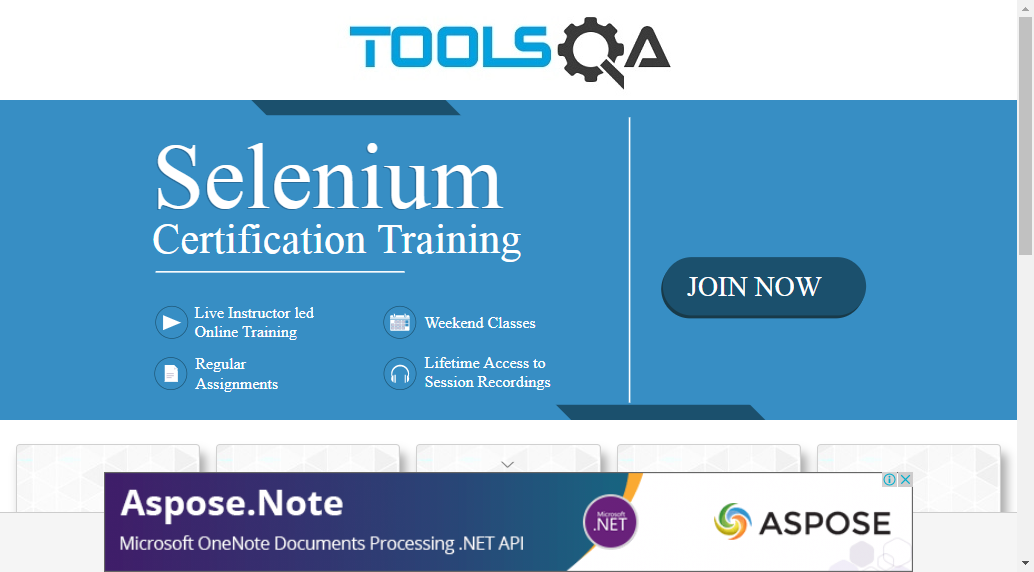 TOOLSQA
Selenium
Certification Training
JOIN NOW
Live Instructor led
Online Training
Weekend Classes
Regular
Assignments
Lifetime Access to
Session Recordings
Aspose.Note
Microsoft OneNote Documents Processing .NET API
Microsoft
.NET
ASPOSE